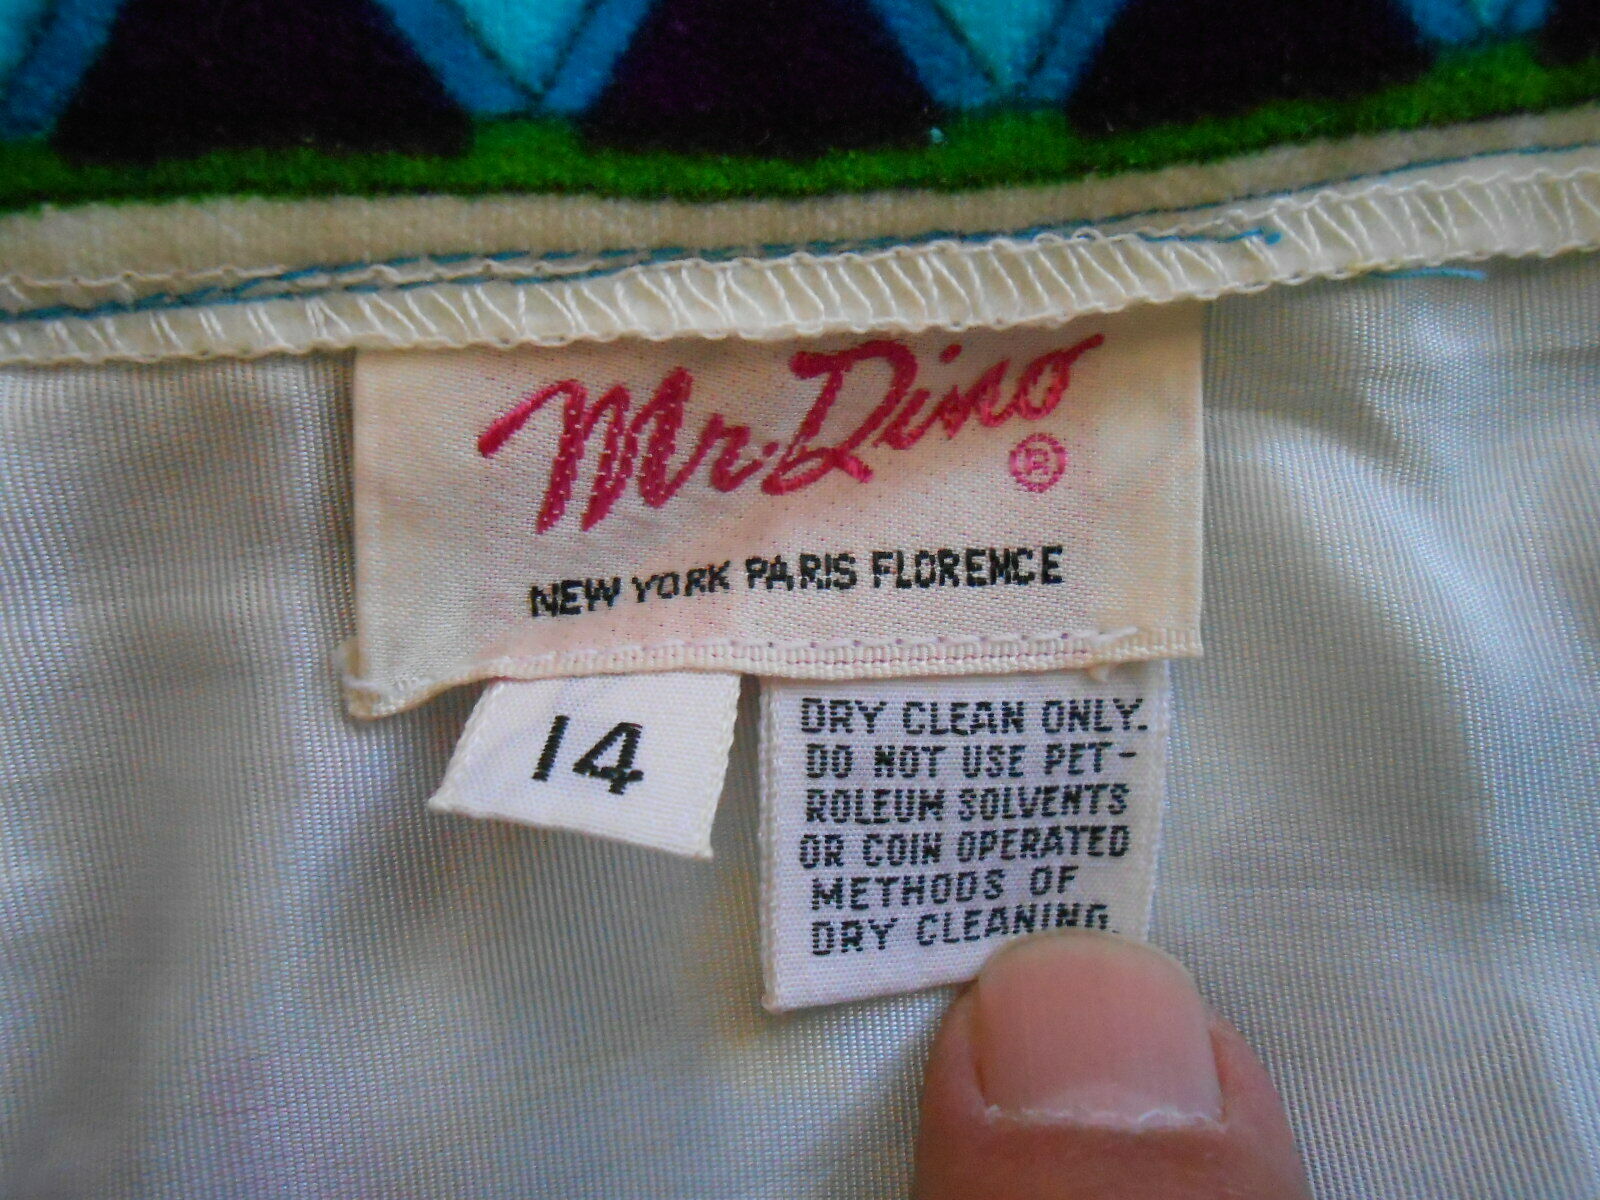 Mr. Dino ®
NEW YORK PARIS FLORENCE
14
DRY CLEAN ONLY.
DO NOT USE PET-
ROLEUM SOLVENTS
OR COIN OPERATED
METHODS OF
DRY CLEANING.